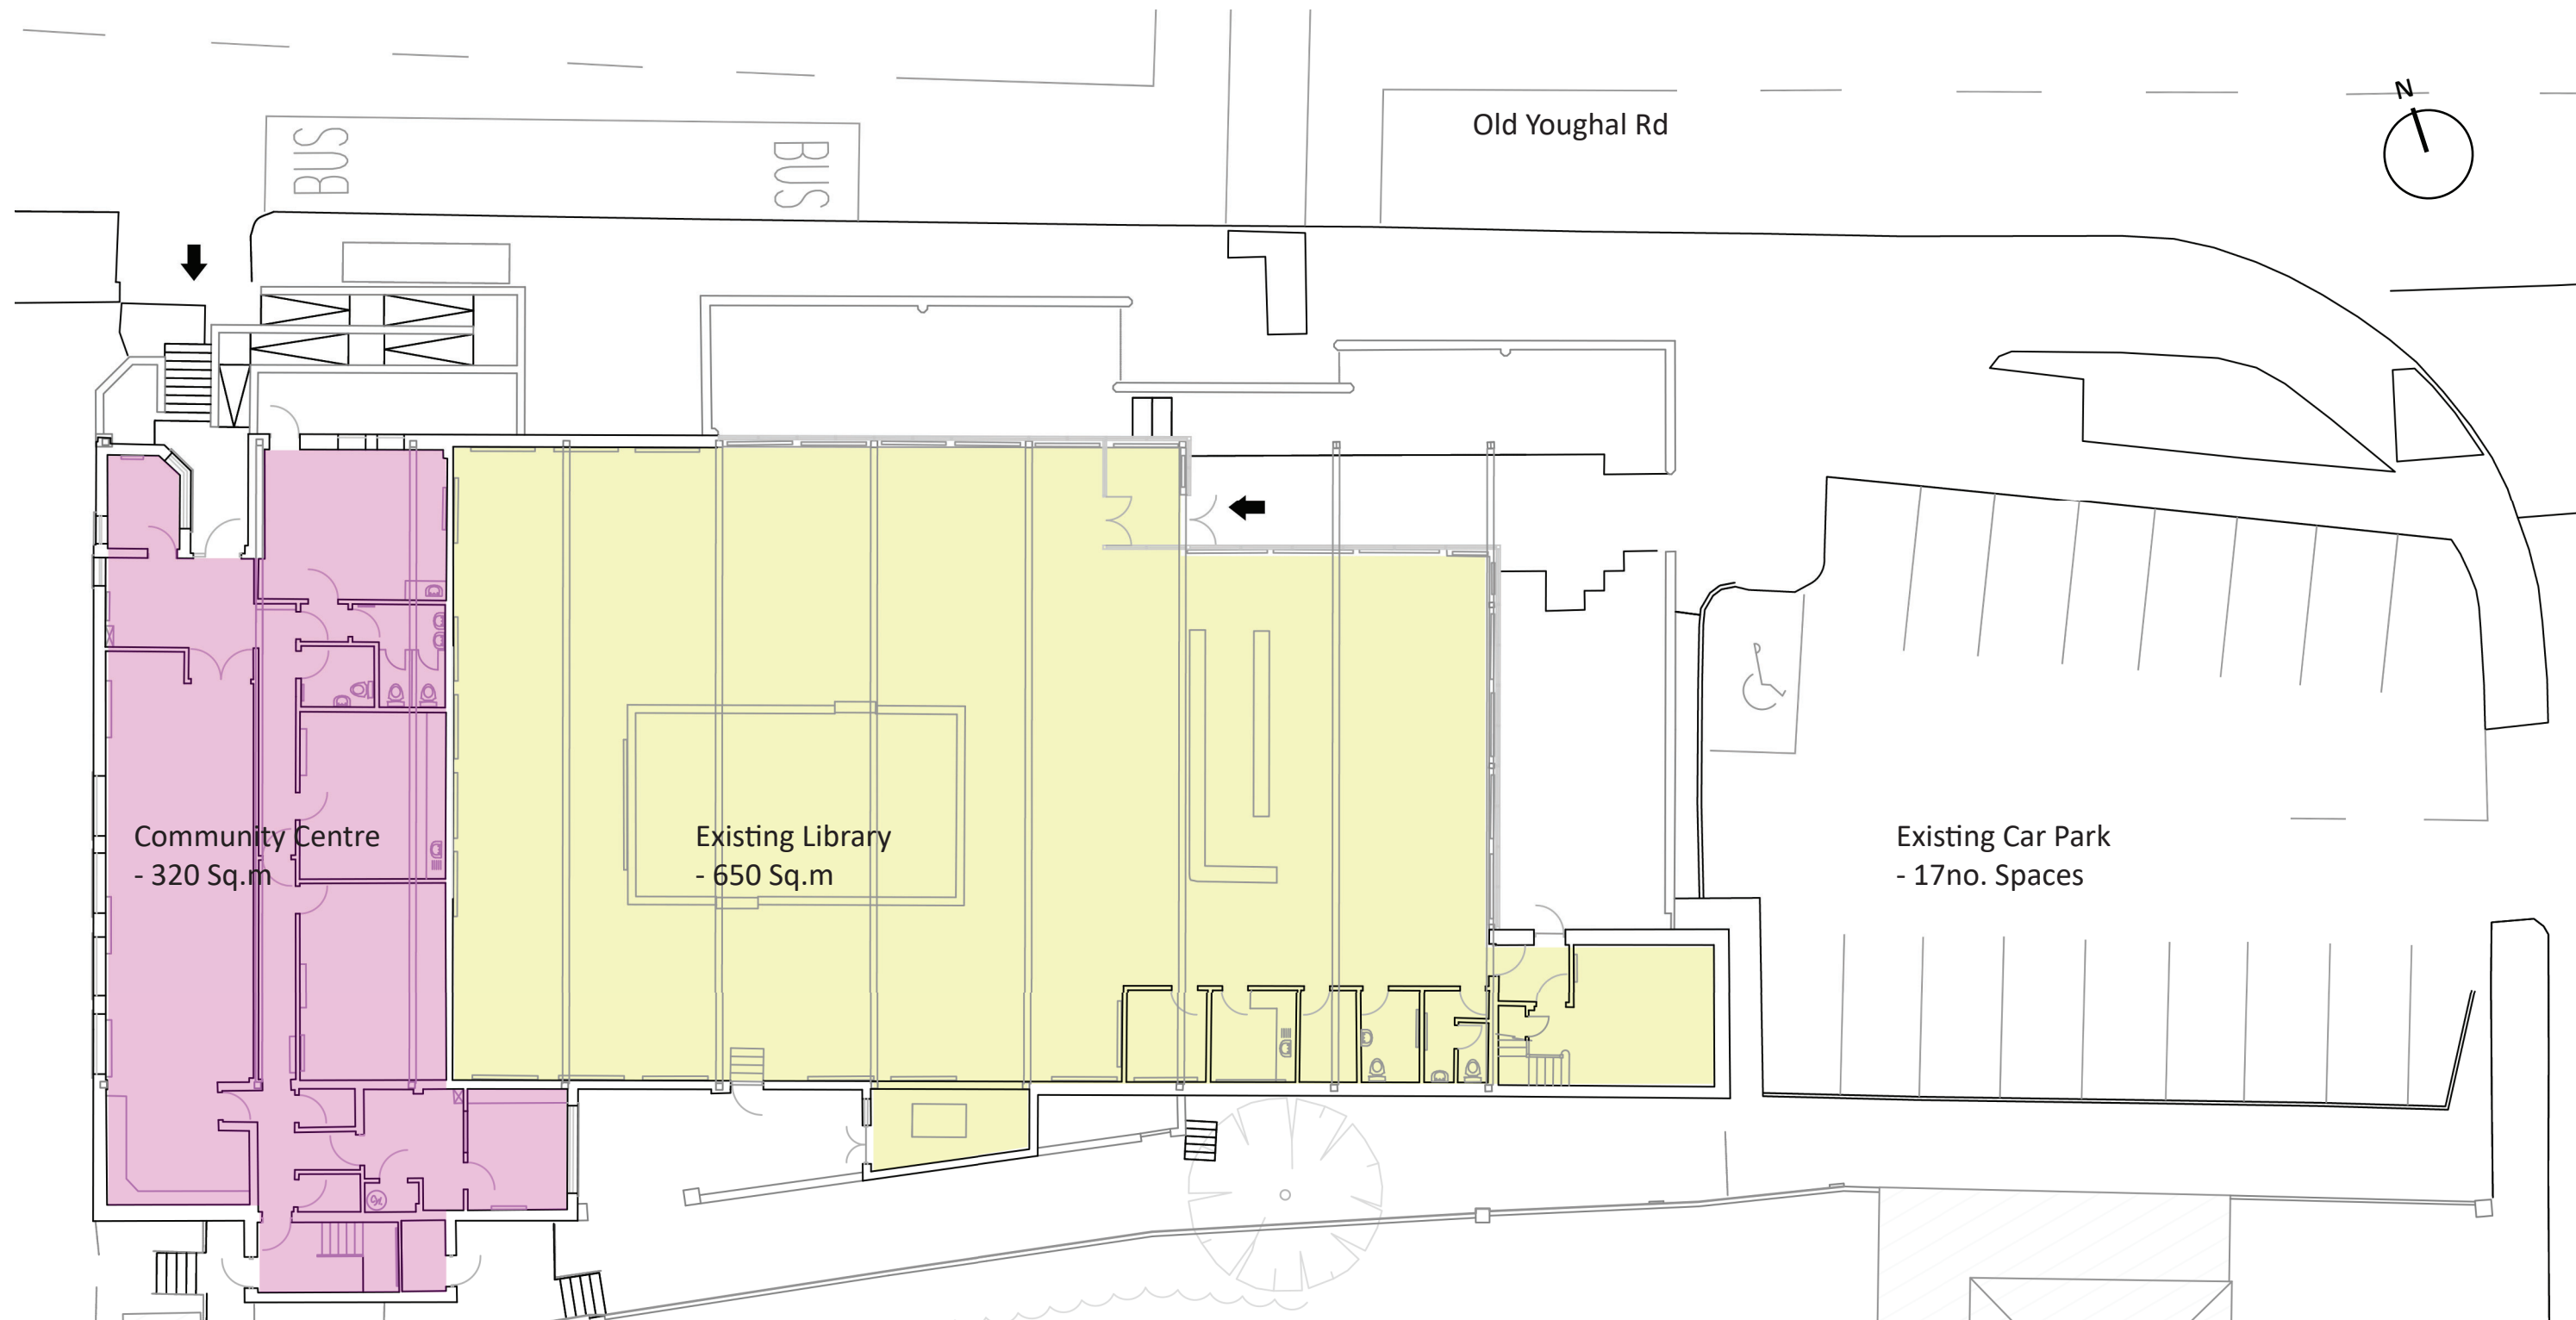 N
Old Youghal Rd
BUS
BUS
Community Centre
- 320 Sq.m
Existing Library
- 650 Sq.m
Existing Car Park
- 17no. Spaces